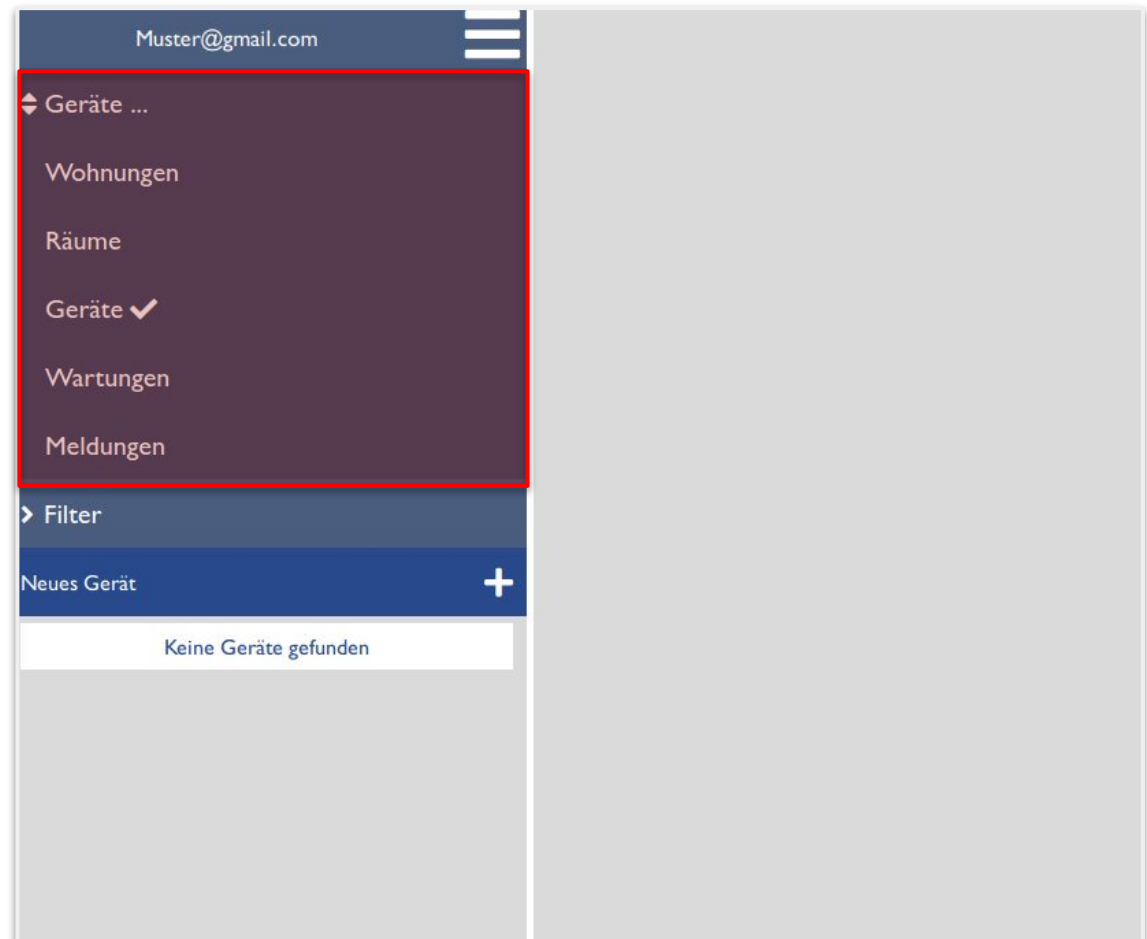 Muster@gmail.com
Geräte ...
Wohnungen
Räume
Geräte
Wartungen
Meldungen
Filter
Neues Gerät
Keine Geräte gefunden